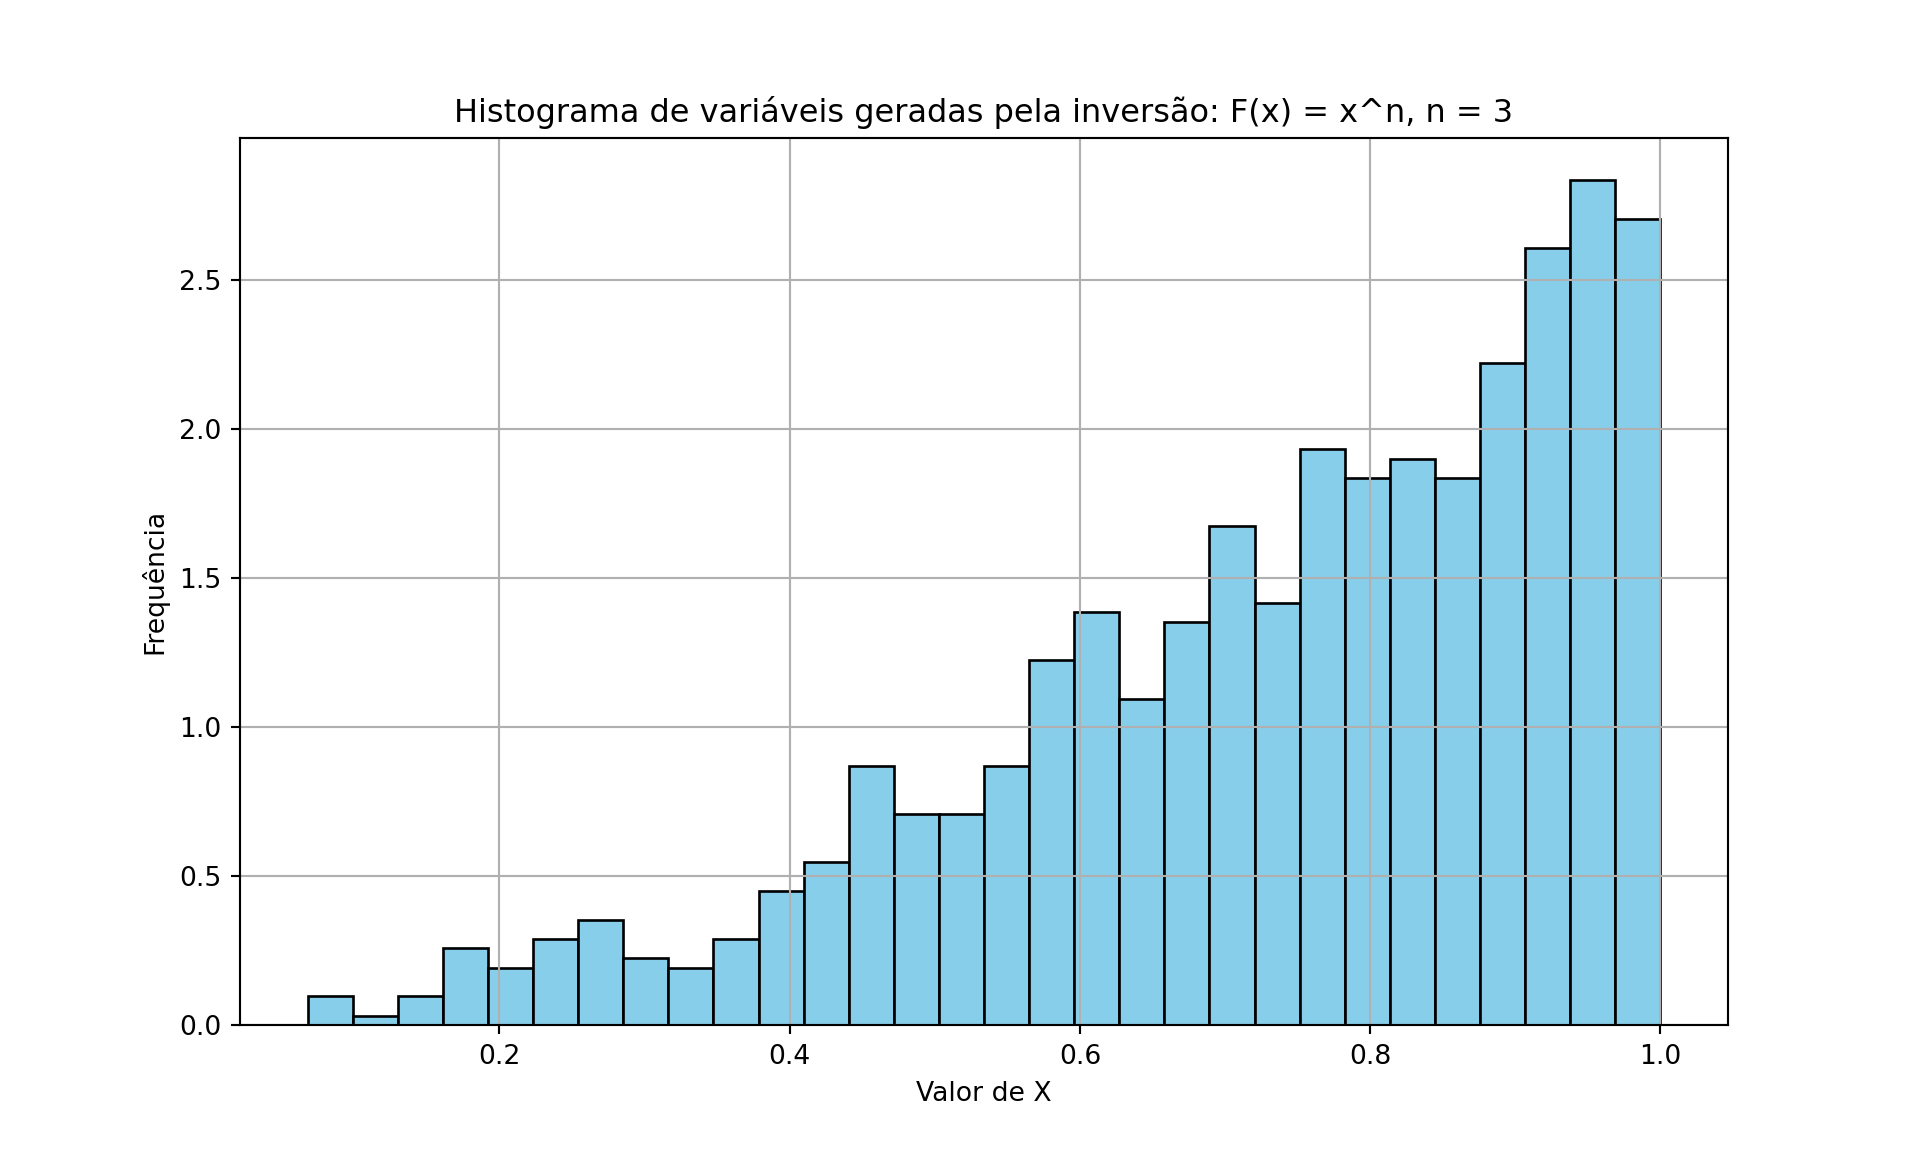 Histograma de variáveis geradas pela inversão: F(x) = x^n, n = 3
Frequência
2.5
2.0
1.5
1.0
0.5
0.0
0.2 0.4 0.6 0.8 1.0
Valor de X